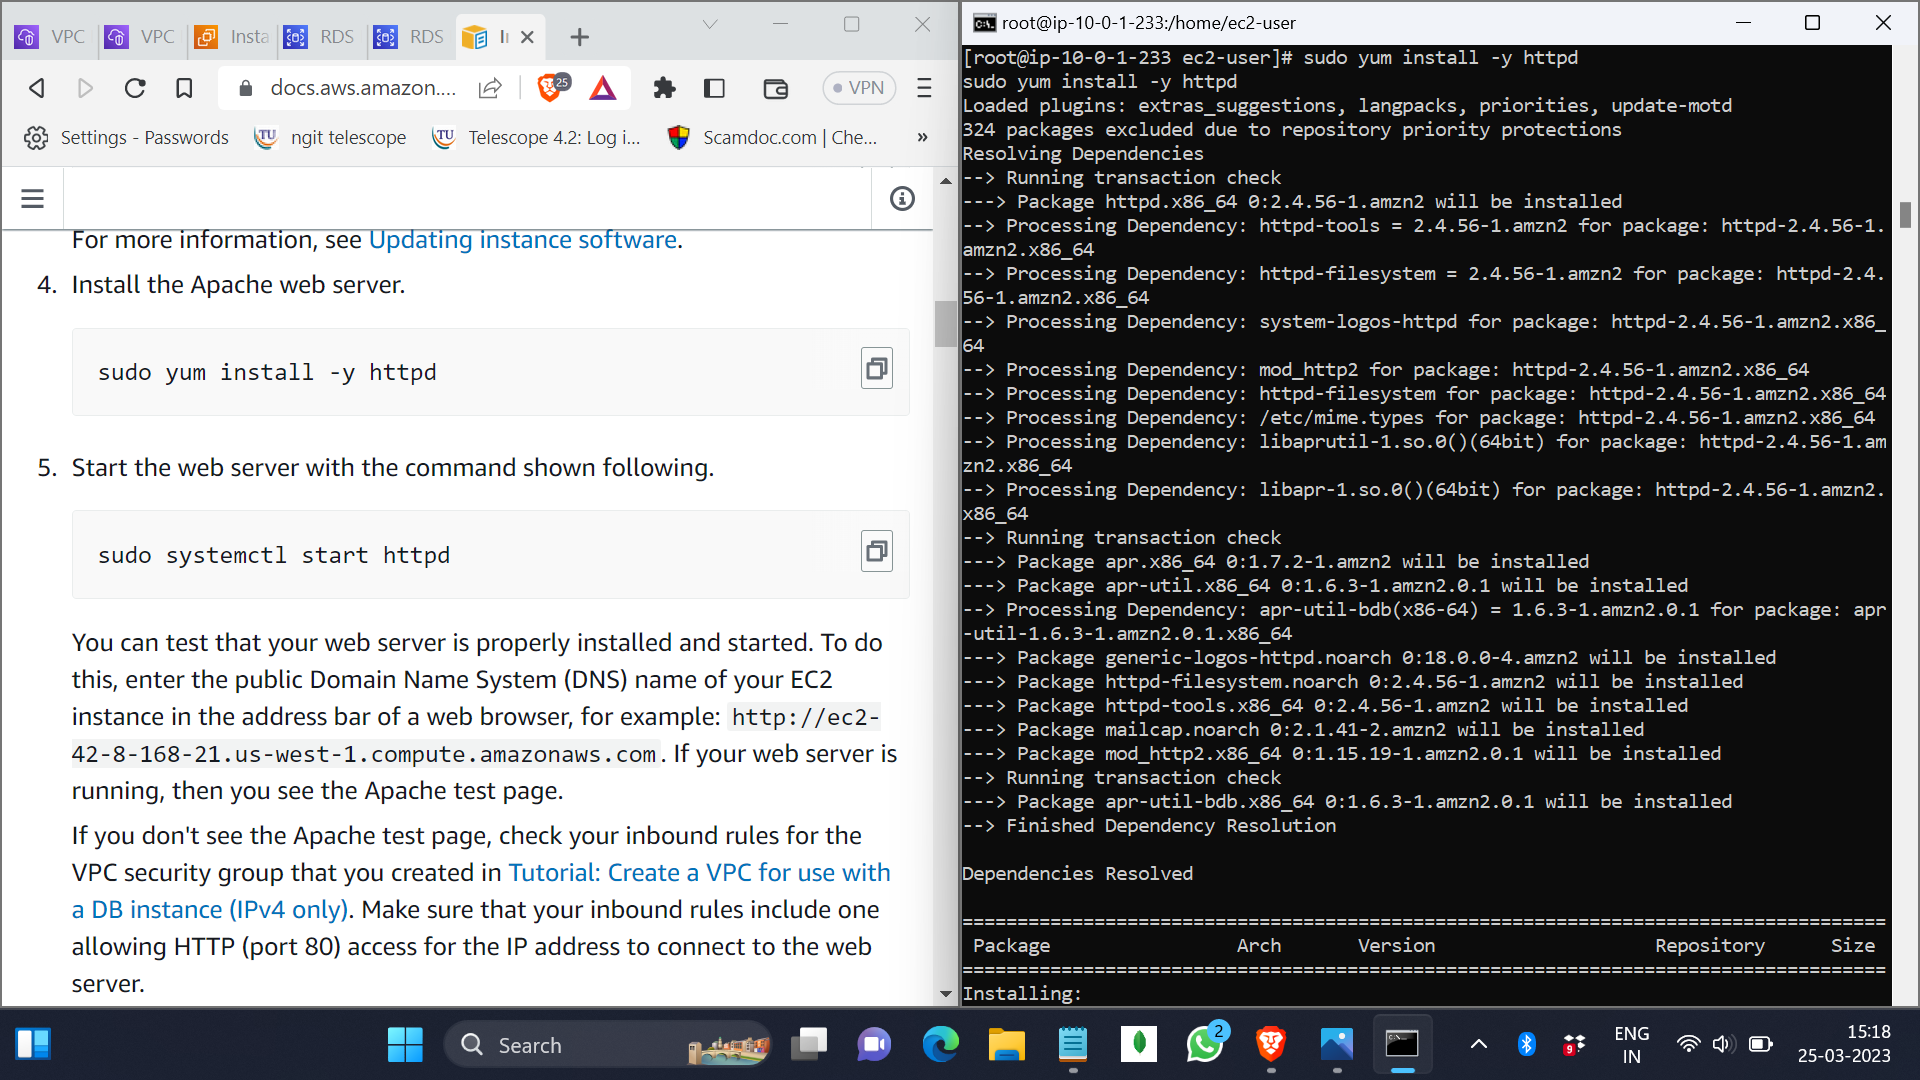 VPC
VPC
Insta
RDS
RDS
docs.aws.amazon....
25
VPN
Settings - Passwords
ngit telescope
Telescope 4.2: Log i...
Scamdoc.com | Che...
»
For more information, see Updating instance software.
4. Install the Apache web server.
sudo yum install -y httpd
5. Start the web server with the command shown following.
sudo systemctl start httpd
You can test that your web server is properly installed and started. To do
this, enter the public Domain Name System (DNS) name of your EC2
instance in the address bar of a web browser, for example: http://ec2-
42-8-168-21.us-west-1.compute.amazonaws.com. If your web server is
running, then you see the Apache test page.
If you don't see the Apache test page, check your inbound rules for the
VPC security group that you created in Tutorial: Create a VPC for use with
a DB instance (IPv4 only). Make sure that your inbound rules include one
allowing HTTP (port 80) access for the IP address to connect to the web
server.
root@ip-10-0-1-233:/home/ec2-user
[root@ip-10-0-1-233 ec2-user]# sudo yum install -y httpd
sudo yum install -y httpd
Loaded plugins: extras_suggestions, langpacks, priorities, update-motd
324 packages excluded due to repository priority protections
Resolving Dependencies
--> Running transaction check
---> Package httpd.x86_64 0:2.4.56-1.amzn2 will be installed
--> Processing Dependency: httpd-tools = 2.4.56-1.amzn2 for package: httpd-2.4.56-1.
amzn2.x86_64
--> Processing Dependency: httpd-filesystem = 2.4.56-1.amzn2 for package: httpd-2.4.
56-1.amzn2.x86_64
--> Processing Dependency: system-logos-httpd for package: httpd-2.4.56-1.amzn2.x86_
64
--> Processing Dependency: mod_http2 for package: httpd-2.4.56-1.amzn2.x86_64
--> Processing Dependency: httpd-filesystem for package: httpd-2.4.56-1.amzn2.x86_64
--> Processing Dependency: /etc/mime.types for package: httpd-2.4.56-1.amzn2.x86_64
--> Processing Dependency: libaprutil-1.so.0()(64bit) for package: httpd-2.4.56-1.am
zn2.x86_64
--> Processing Dependency: libapr-1.so.0()(64bit) for package: httpd-2.4.56-1.amzn2.
x86_64
--> Running transaction check
---> Package apr.x86_64 0:1.7.2-1.amzn2 will be installed
---> Package apr-util.x86_64 0:1.6.3-1.amzn2.0.1 will be installed
--> Processing Dependency: apr-util-bdb(x86-64) = 1.6.3-1.amzn2.0.1 for package: apr
-util-1.6.3-1.amzn2.0.1.x86_64
---> Package generic-logos-httpd.noarch 0:18.0.0-4.amzn2 will be installed
---> Package httpd-filesystem.noarch 0:2.4.56-1.amzn2 will be installed
---> Package httpd-tools.x86_64 0:2.4.56-1.amzn2 will be installed
---> Package mailcap.noarch 0:2.1.41-2.amzn2 will be installed
---> Package mod_http2.x86_64 0:1.15.19-1.amzn2.0.1 will be installed
--> Running transaction check
---> Package apr-util-bdb.x86_64 0:1.6.3-1.amzn2.0.1 will be installed
--> Finished Dependency Resolution
Dependencies Resolved
====================================================================================
Package Arch Version Repository Size
====================================================================================
Installing:
Search
2
9
ENG
IN
15:18
25-03-2023